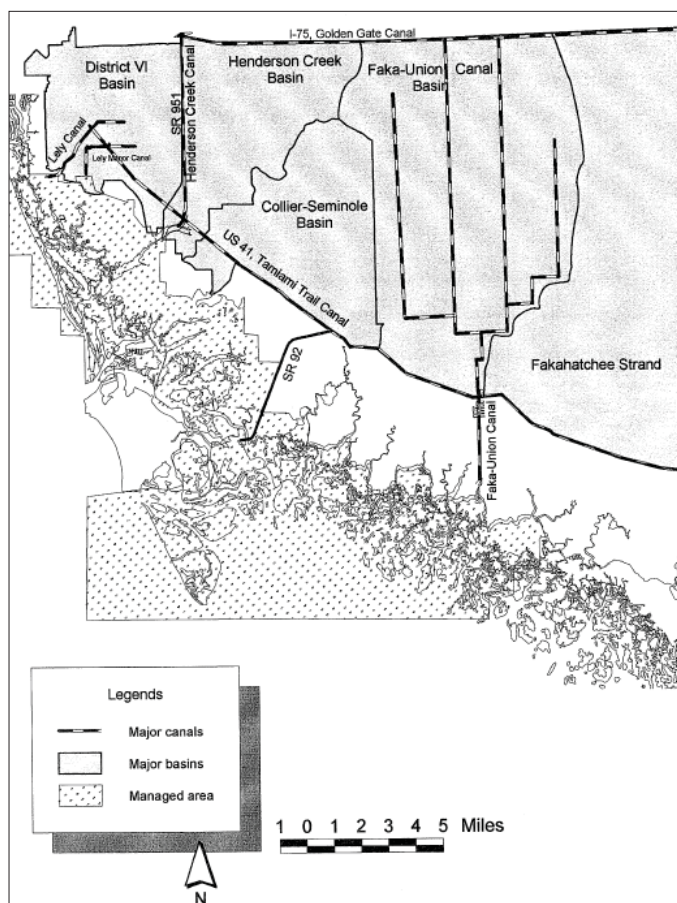 I-75, Golden Gate Canal
District VI
Basin
SR 951
Henderson Creek Canal
Henderson Creek
Basin
Faka-Union Canal
Basin
Lely Canal
Lely Manor Canal
Collier-Seminole
Basin
US 41, Tamiami Trail Canal
SR 92
Fakahatchee Strand
Faka-Union Canal
Legends
Major canals
Major basins
Managed area
1 0 1 2 3 4 5 Miles
N